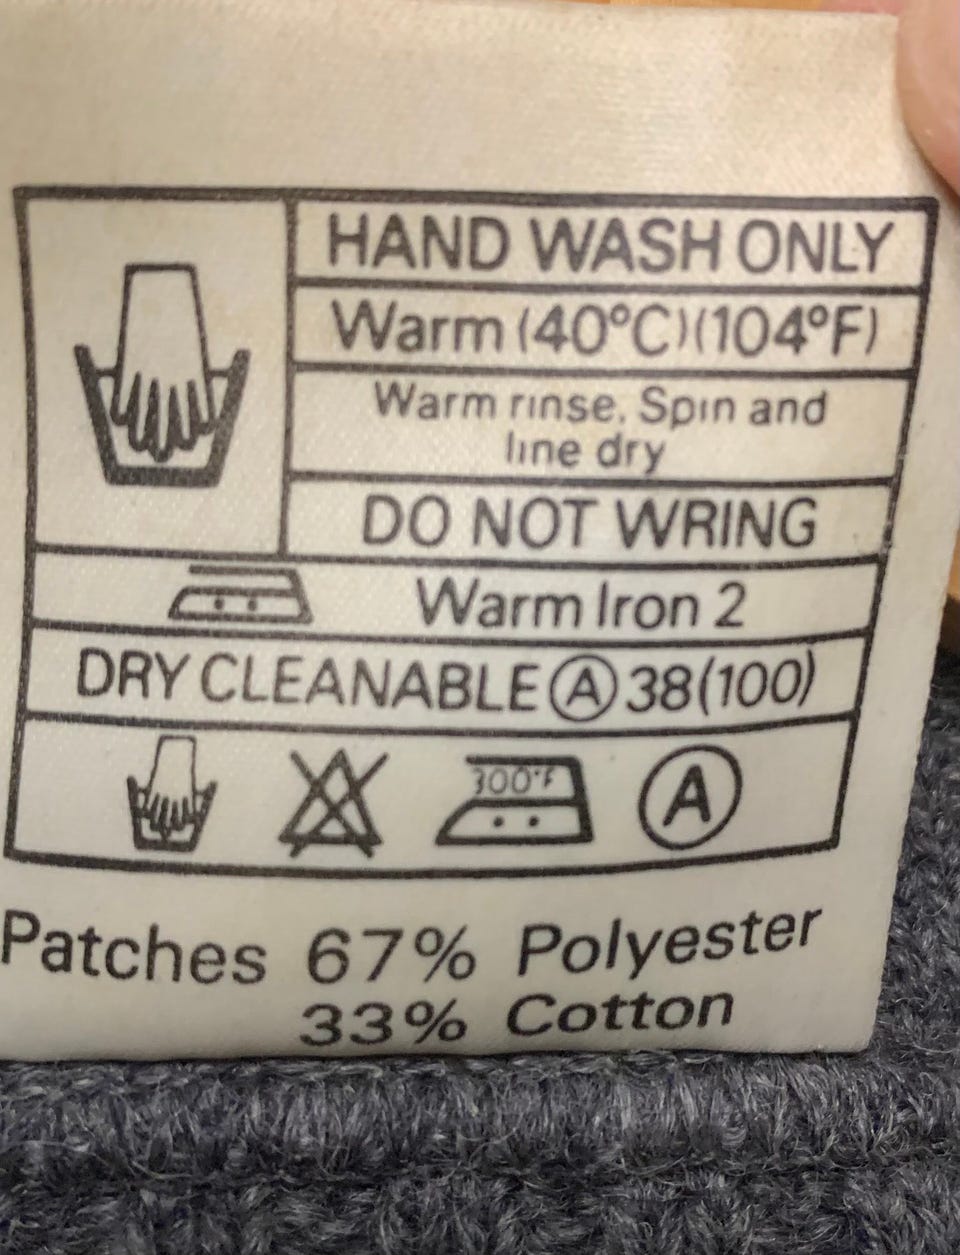 HAND WASH ONLY
Warm (40°C)(104°F)
Warm rinse. Spin and
line dry
DO NOT WRING
Warm Iron 2
DRY CLEANABLE Ⓐ 38(100)
300°F
A
Patches 67% Polyester
33% Cotton